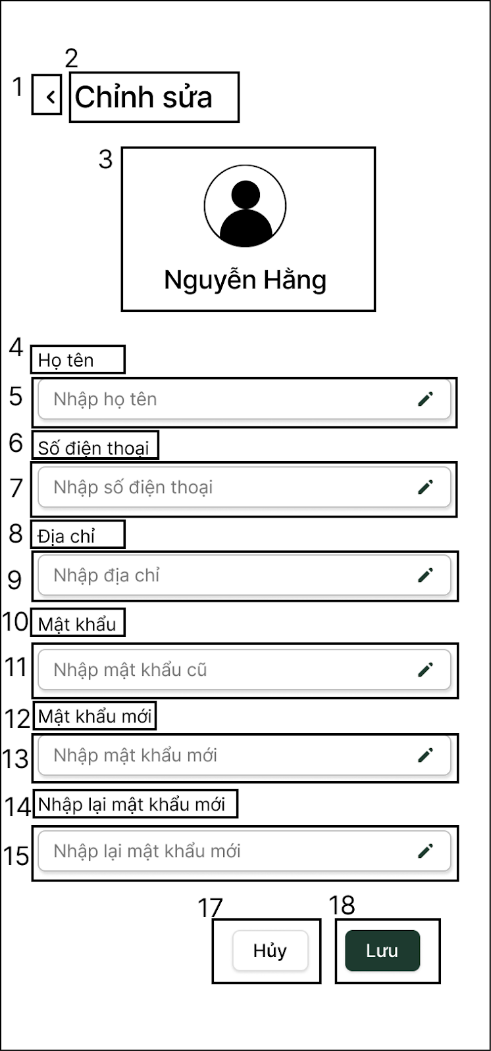 2
1
Chỉnh sửa
3
Nguyễn Hằng
4
Họ tên
5
Nhập họ tên
6
Số điện thoại
7
Nhập số điện thoại
8
Địa chỉ
9
Nhập địa chỉ
10
Mật khẩu
11
Nhập mật khẩu cũ
12
Mật khẩu mới
13
Nhập mật khẩu mới
14
Nhập lại mật khẩu mới
15
Nhập lại mật khẩu mới
17 18
Hủy Lưu